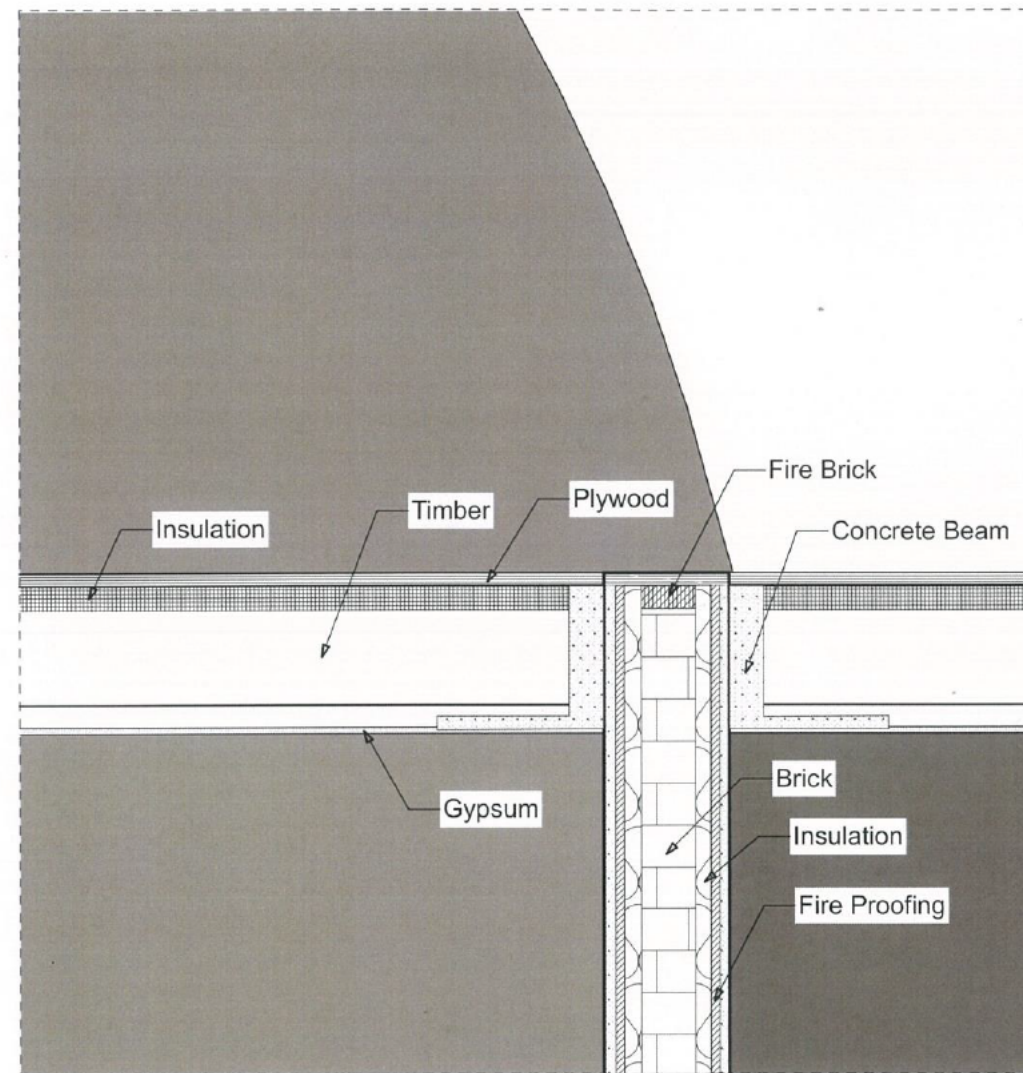 Fire Brick
Plywood
Timber
Insulation
Concrete Beam
Brick
Gypsum
Insulation
Fire Proofing